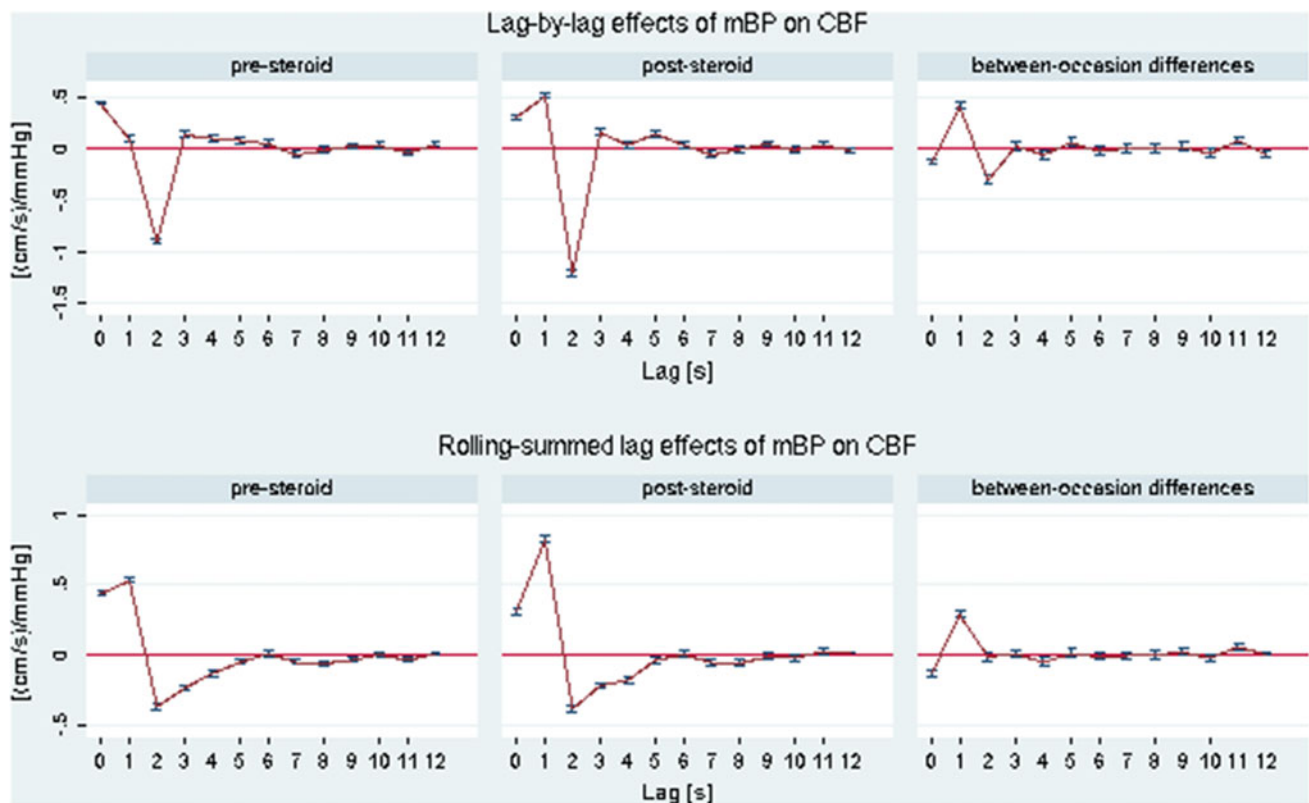 Lag-by-lag effects of mBP on CBF
pre-steroid post-steroid between-occasion differences
[(cm/s)/mmHg]
.5
0
-.5
-1
-1.5
0 1 2 3 4 5 6 7 8 9 10 11 12 0 1 2 3 4 5 6 7 8 9 10 11 12 0 1 2 3 4 5 6 7 8 9 10 11 12
Lag [s]
Rolling-summed lag effects of mBP on CBF
pre-steroid post-steroid between-occasion differences
[(cm/s)/mmHg]
1
.5
0
-.5
0 1 2 3 4 5 6 7 8 9 10 11 12 0 1 2 3 4 5 6 7 8 9 10 11 12 0 1 2 3 4 5 6 7 8 9 10 11 12
Lag [s]